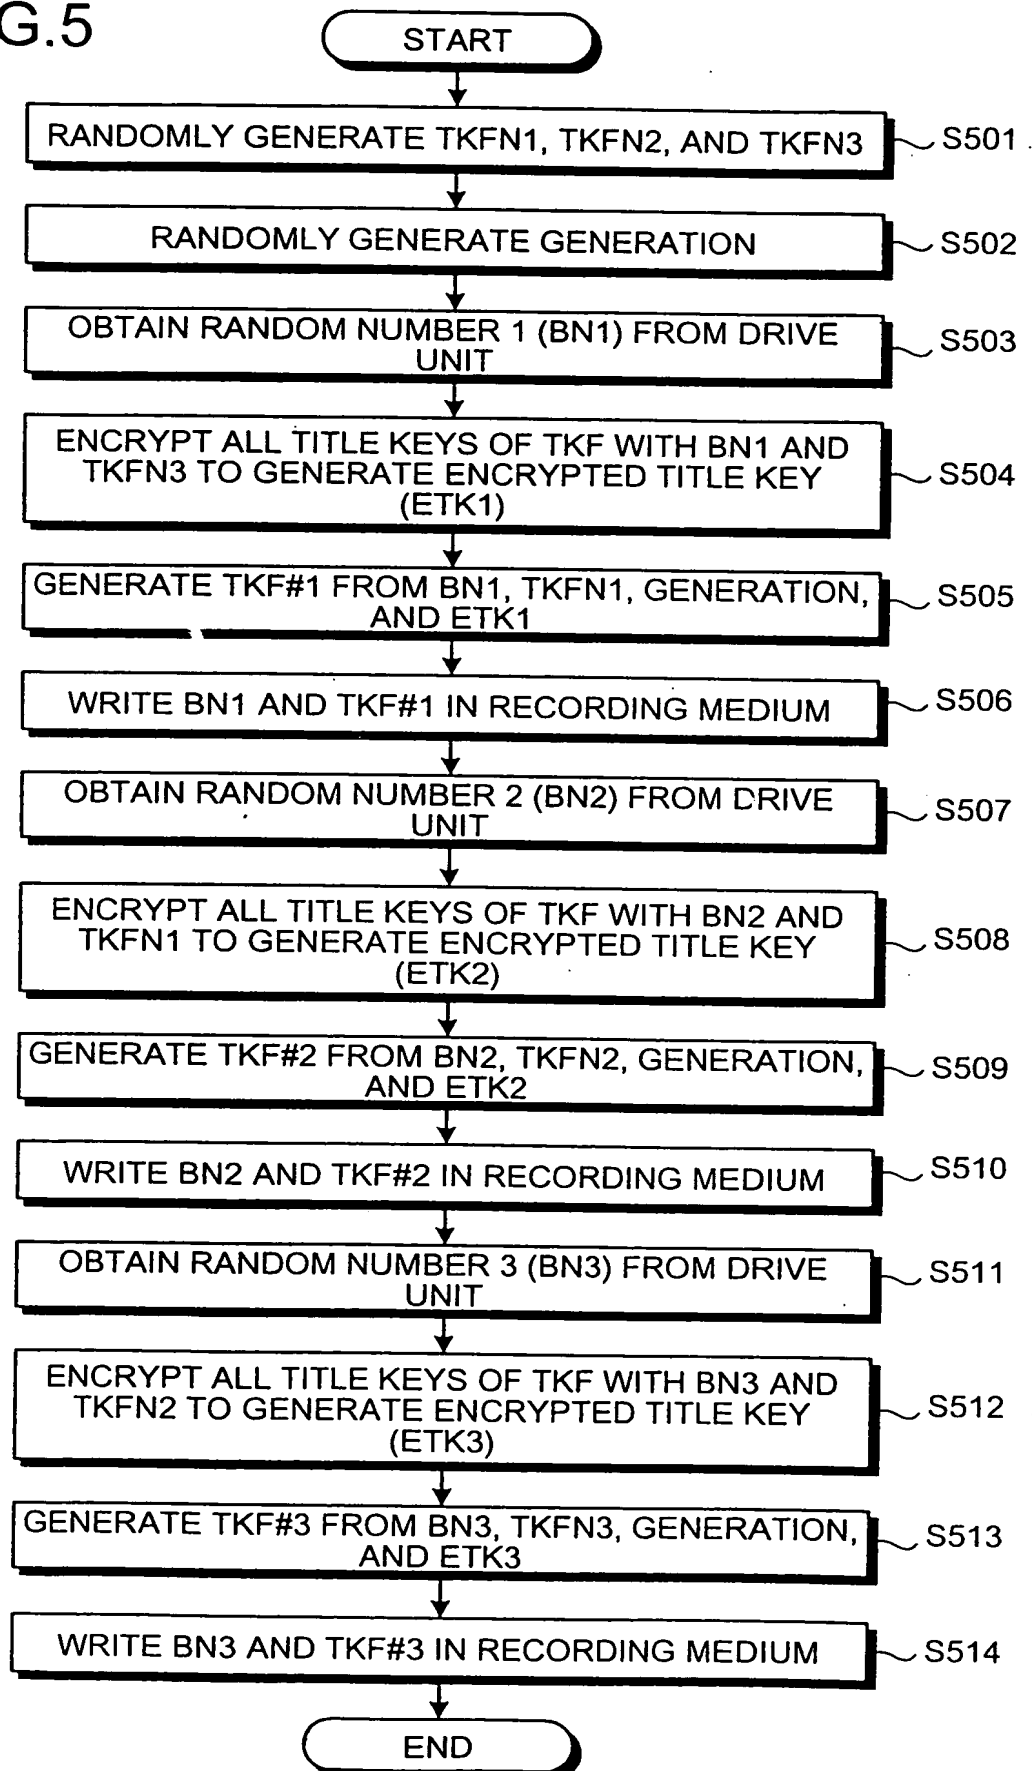 G.5
START
RANDOMLY GENERATE TKFN1, TKFN2, AND TKFN3
S501
RANDOMLY GENERATE GENERATION
S502
OBTAIN RANDOM NUMBER 1 (BN1) FROM DRIVE
UNIT
S503
ENCRYPT ALL TITLE KEYS OF TKF WITH BN1 AND
TKFN3 TO GENERATE ENCRYPTED TITLE KEY
(ETK1)
S504
GENERATE TKF#1 FROM BN1, TKFN1, GENERATION,
AND ETK1
S505
WRITE BN1 AND TKF#1 IN RECORDING MEDIUM
S506
OBTAIN RANDOM NUMBER 2 (BN2) FROM DRIVE
UNIT
S507
ENCRYPT ALL TITLE KEYS OF TKF WITH BN2 AND
TKFN1 TO GENERATE ENCRYPTED TITLE KEY
(ETK2)
S508
GENERATE TKF#2 FROM BN2, TKFN2, GENERATION,
AND ETK2
S509
WRITE BN2 AND TKF#2 IN RECORDING MEDIUM
S510
OBTAIN RANDOM NUMBER 3 (BN3) FROM DRIVE
UNIT
S511
ENCRYPT ALL TITLE KEYS OF TKF WITH BN3 AND
TKFN2 TO GENERATE ENCRYPTED TITLE KEY
(ETK3)
S512
GENERATE TKF#3 FROM BN3, TKFN3, GENERATION,
AND ETK3
S513
WRITE BN3 AND TKF#3 IN RECORDING MEDIUM
S514
END